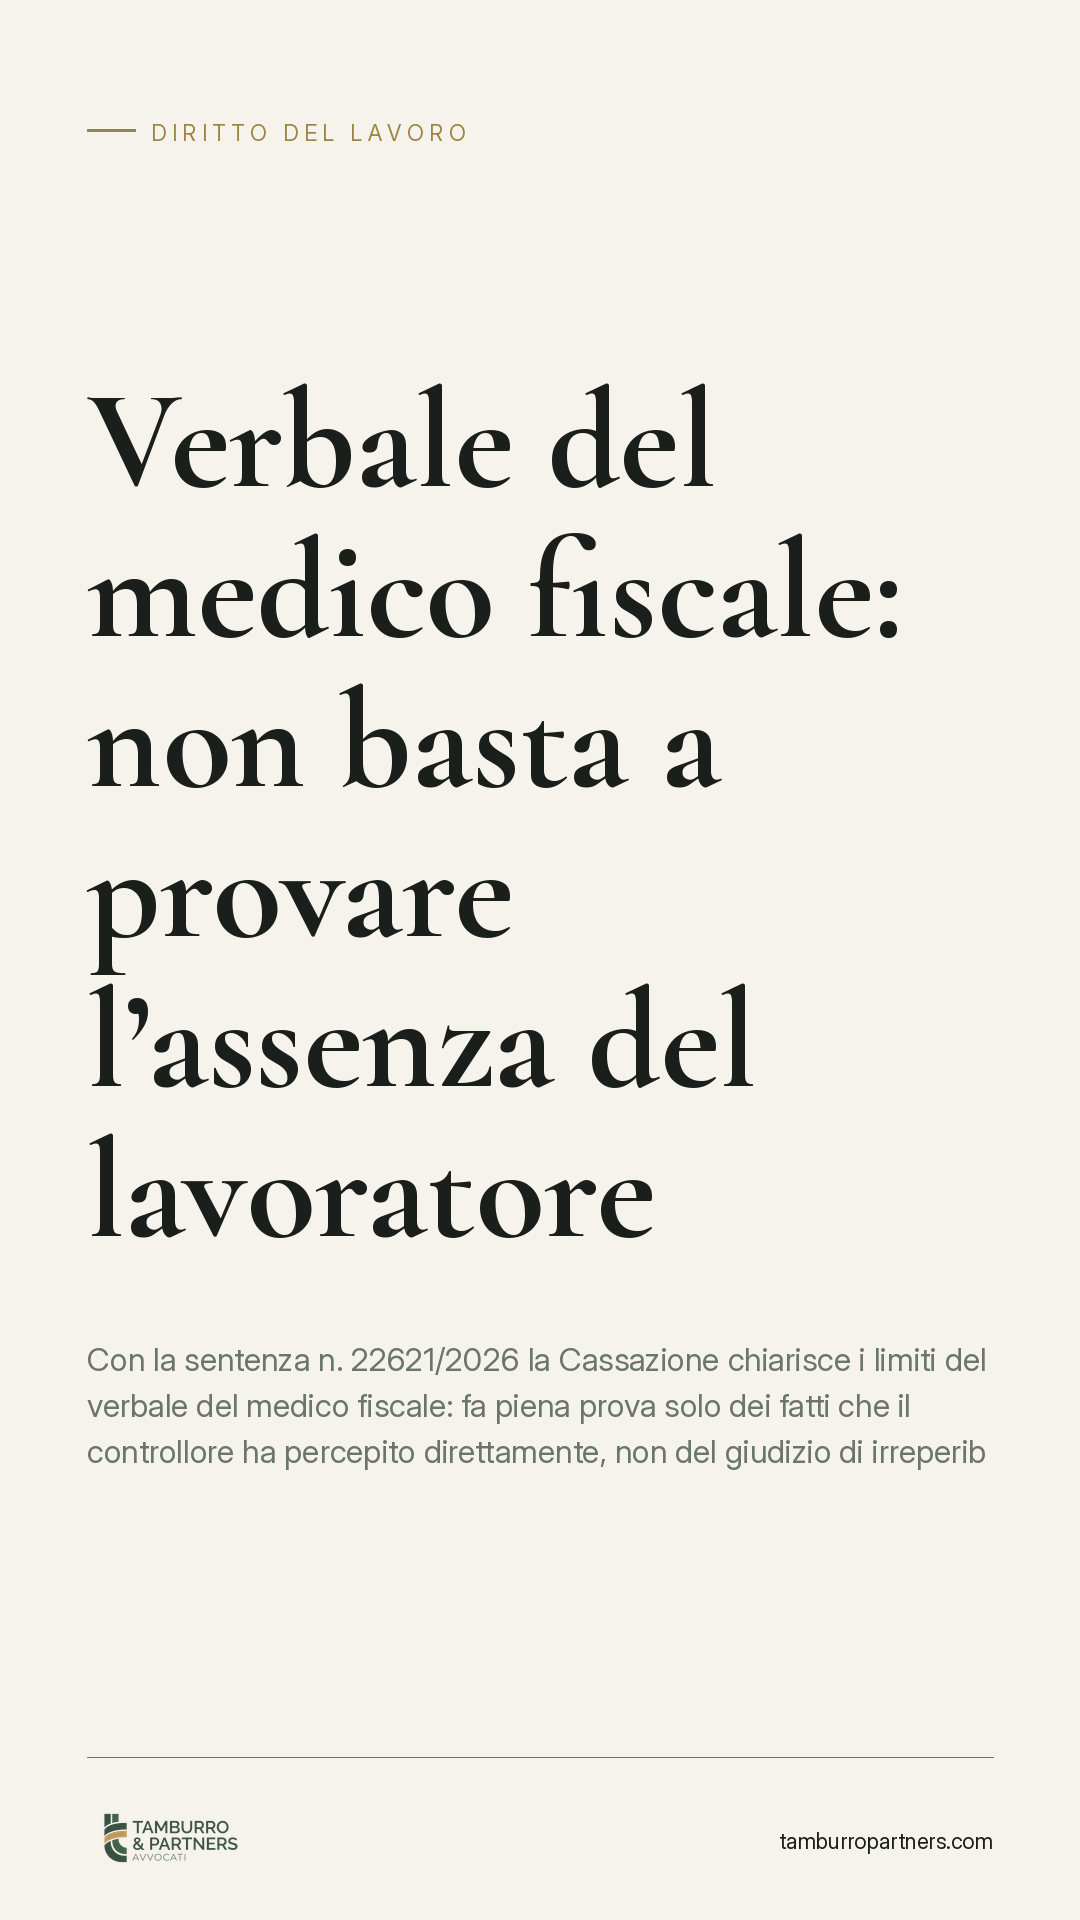 DIRITTO DEL LAVORO
Verbale del
medico fiscale:
non basta a
provare
l’assenza del
lavoratore
Con la sentenza n. 22621/2026 la Cassazione chiarisce i limiti del
verbale del medico fiscale: fa piena prova solo dei fatti che il
controllore ha percepito direttamente, non del giudizio di irreperib
TAMBURRO
& PARTNERS
AVVOCATI
tamburropartners.com